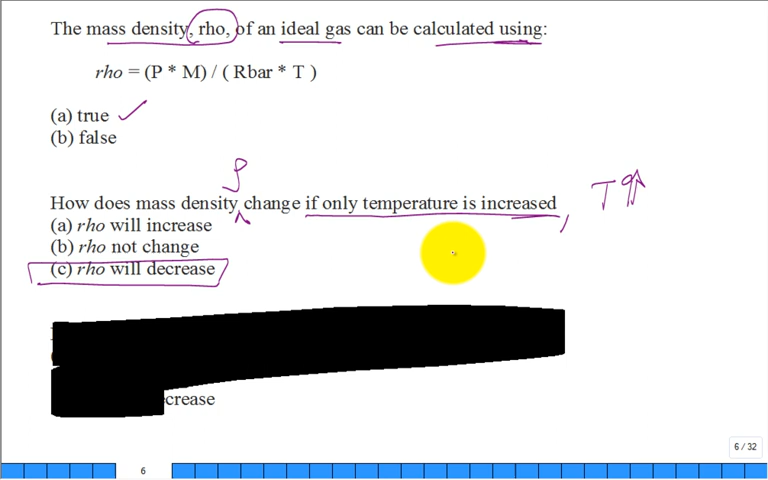 The mass density, rho, of an ideal gas can be calculated using:
rho = (P * M) / ( Rbar * T )
(a) true ✓
(b) false
ρ
How does mass density change if only temperature is increased, T↑
(a) rho will increase
(b) rho not change
(c) rho will decrease
crease
6 / 32
6